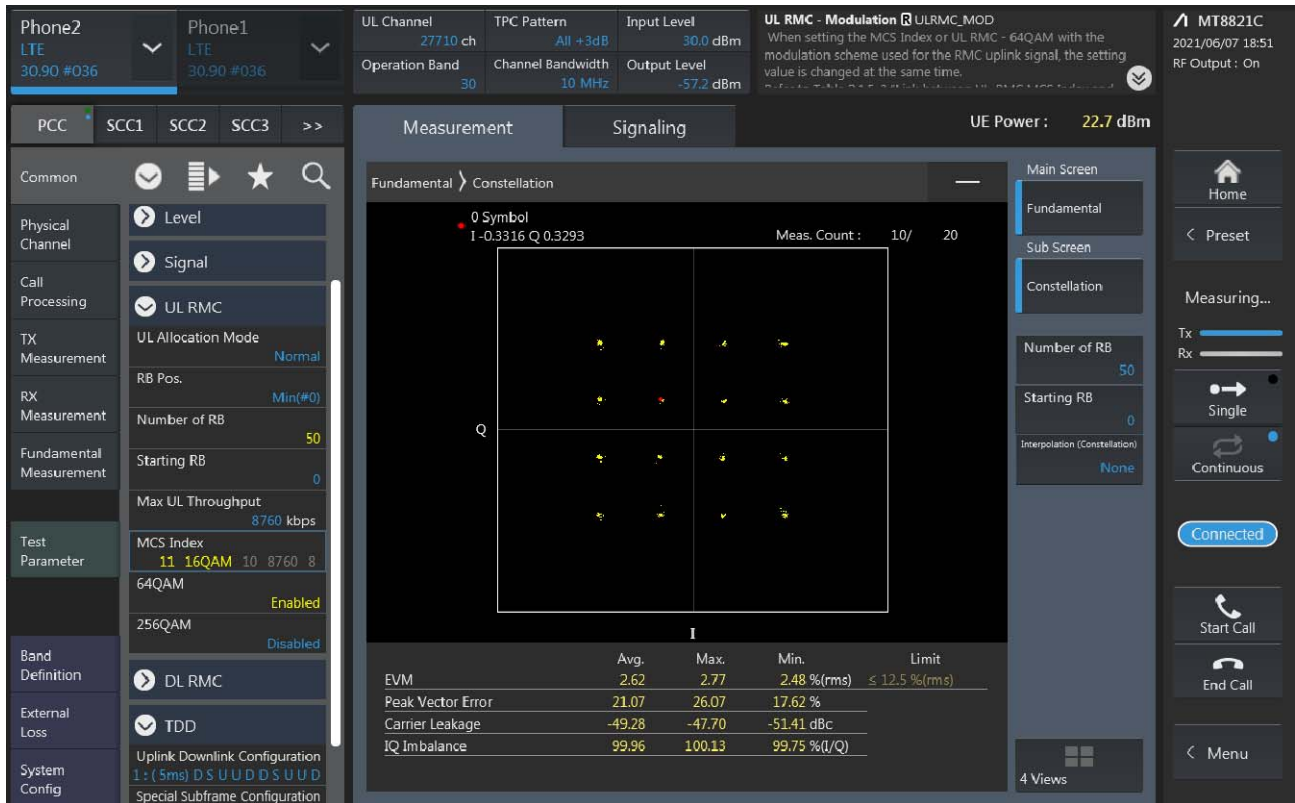 Phone2
LTE
30.90 #036
Phone1
LTE
30.90 #036
UL Channel
27710 ch
TPC Pattern
All +3dB
Input Level
30.0 dBm
Operation Band
30
Channel Bandwidth
10 MHz
Output Level
-57.2 dBm
UL RMC - Modulation R ULRMC_MOD
When setting the MCS Index or UL RMC - 64QAM with the
modulation scheme used for the RMC uplink signal, the setting
value is changed at the same time.
MT8821C
2021/06/07 18:51
RF Output : On
PCC SCC1 SCC2 SCC3 >>
Measurement
Signaling
UE Power : 22.7 dBm
Common
Physical
Channel
Call
Processing
TX
Measurement
RX
Measurement
Fundamental
Measurement
Test
Parameter
Band
Definition
External
Loss
System
Config
Level
Signal
UL RMC
UL Allocation Mode
Normal
RB Pos.
Min(#0)
Number of RB
50
Starting RB
0
Max UL Throughput
8760 kbps
MCS Index
11 16QAM 10 8760 8
64QAM
Enabled
256QAM
Disabled
DL RMC
TDD
Uplink Downlink Configuration
1 : ( 5ms) D S U U D D S U U D
Special Subframe Configuration
Fundamental > Constellation
0 Symbol
I -0.3316 Q 0.3293
Meas. Count : 10/ 20
Q
I
Avg. Max. Min. Limit
EVM 2.62 2.77 2.48 %(rms) ≤ 12.5 %(rms)
Peak Vector Error 21.07 26.07 17.62 %
Carrier Leakage -49.28 -47.70 -51.41 dBc
IQ Imbalance 99.96 100.13 99.75 %(I/Q)
Main Screen
Fundamental
Sub Screen
Constellation
Number of RB
50
Starting RB
0
Interpolation (Constellation)
None
4 Views
Home
< Preset
Measuring...
Tx
Rx
Single
Continuous
Connected
Start Call
End Call
< Menu